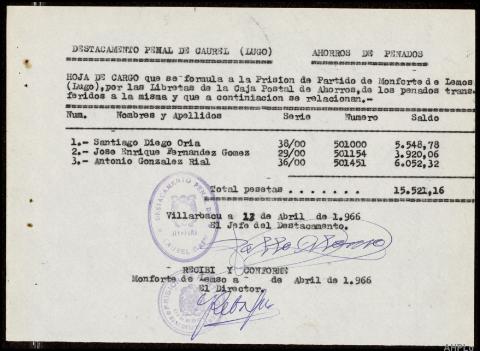 DESTACAMENTO PENAL DE CAUREL (LUGO) AHORROS DE PENADOS
HOJA DE CARGO que se formula a la Prision de Partido de Monforte de Lemos
(Lugo),por las Libretas de la Caja Postal de Ahorros,de los penados trans
feridos a la misma y que a continiacion se relacionan.-
Num. Nombres y Apellidos Serie Numero Saldo
1.- Santiago Diego Oria 38/00 501000 5.548,78
2.- Jose Enrique Fernandez Gomez 29/00 501154 3.920,06
3.- Antonio Gonzalez Rial 36/00 501451 6.052,32
Total pesetas . . . . . . . 15.521,16
DESTACAMENTO PENAL
Villarbacu a 13 de Abril de 1.966
El Jefe del Destacamento.
RECIBI Y CONFORME
Monforte de Lemso a de Abril de 1.966
El Director.